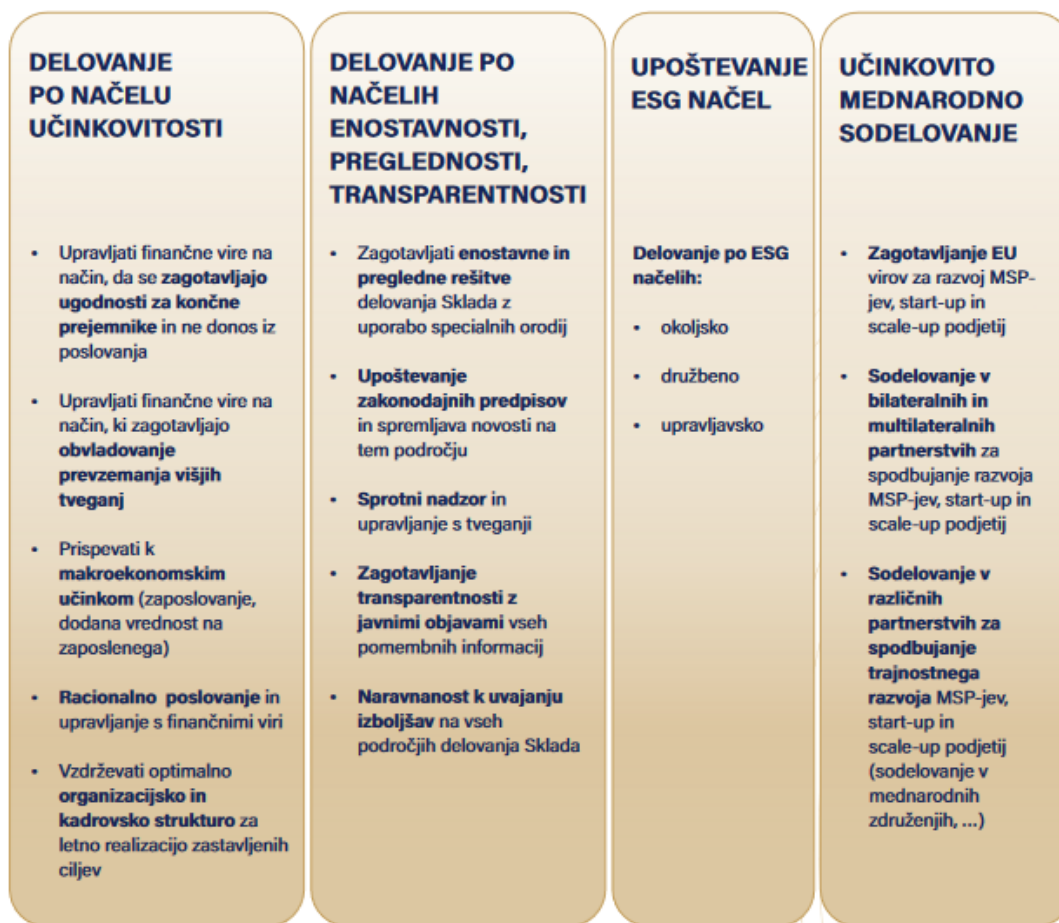 DELOVANJE
PO NAČELU
UČINKOVITOSTI
• Upravljati finančne vire na
način, da se zagotavljajo
ugodnosti za končne
prejemnike in ne donos iz
poslovanja
• Upravljati finančne vire na
način, ki zagotavljajo
obvladovanje
prevzemanja višjih
tveganj
• Prispevati k
makroekonomskim
učinkom (zaposlovanje,
dodana vrednost na
zaposlenega)
• Racionalno poslovanje in
upravljanje s finančnimi viri
• Vzdrževati optimalno
organizacijsko in
kadrovsko strukturo za
letno realizacijo zastavljenih
ciljev
DELOVANJE PO
NAČELIH
ENOSTAVNOSTI,
PREGLEDNOSTI,
TRANSPARENTNOSTI
• Zagotavljati enostavne in
pregledne rešitve
delovanja Sklada z
uporabo specialnih orodij
• Upoštevanje
zakonodajnih predpisov
in spremljava novosti na
tem področju
• Sprotni nadzor in
upravljanje s tveganji
• Zagotavljanje
transparentnosti z
javnimi objavami vseh
pomembnih informacij
• Naravnanost k uvajanju
izboljšav na vseh
področjih delovanja Sklada
UPOŠTEVANJE
ESG NAČEL
Delovanje po ESG
načelih:
• okoljsko
• družbeno
• upravljavsko
UČINKOVITO
MEDNARODNO
SODELOVANJE
• Zagotavljanje EU
virov za razvoj MSP-
jev, start-up in
scale-up podjetij
• Sodelovanje v
bilateralnih in
multilateralnih
partnerstvih za
spodbujanje razvoja
MSP-jev, start-up in
scale-up podjetij
• Sodelovanje v
različnih
partnerstvih za
spodbujanje
trajnostnega
razvoja MSP-jev,
start-up in
scale-up podjetij
(sodelovanje v
mednarodnih
združenjih, ...)